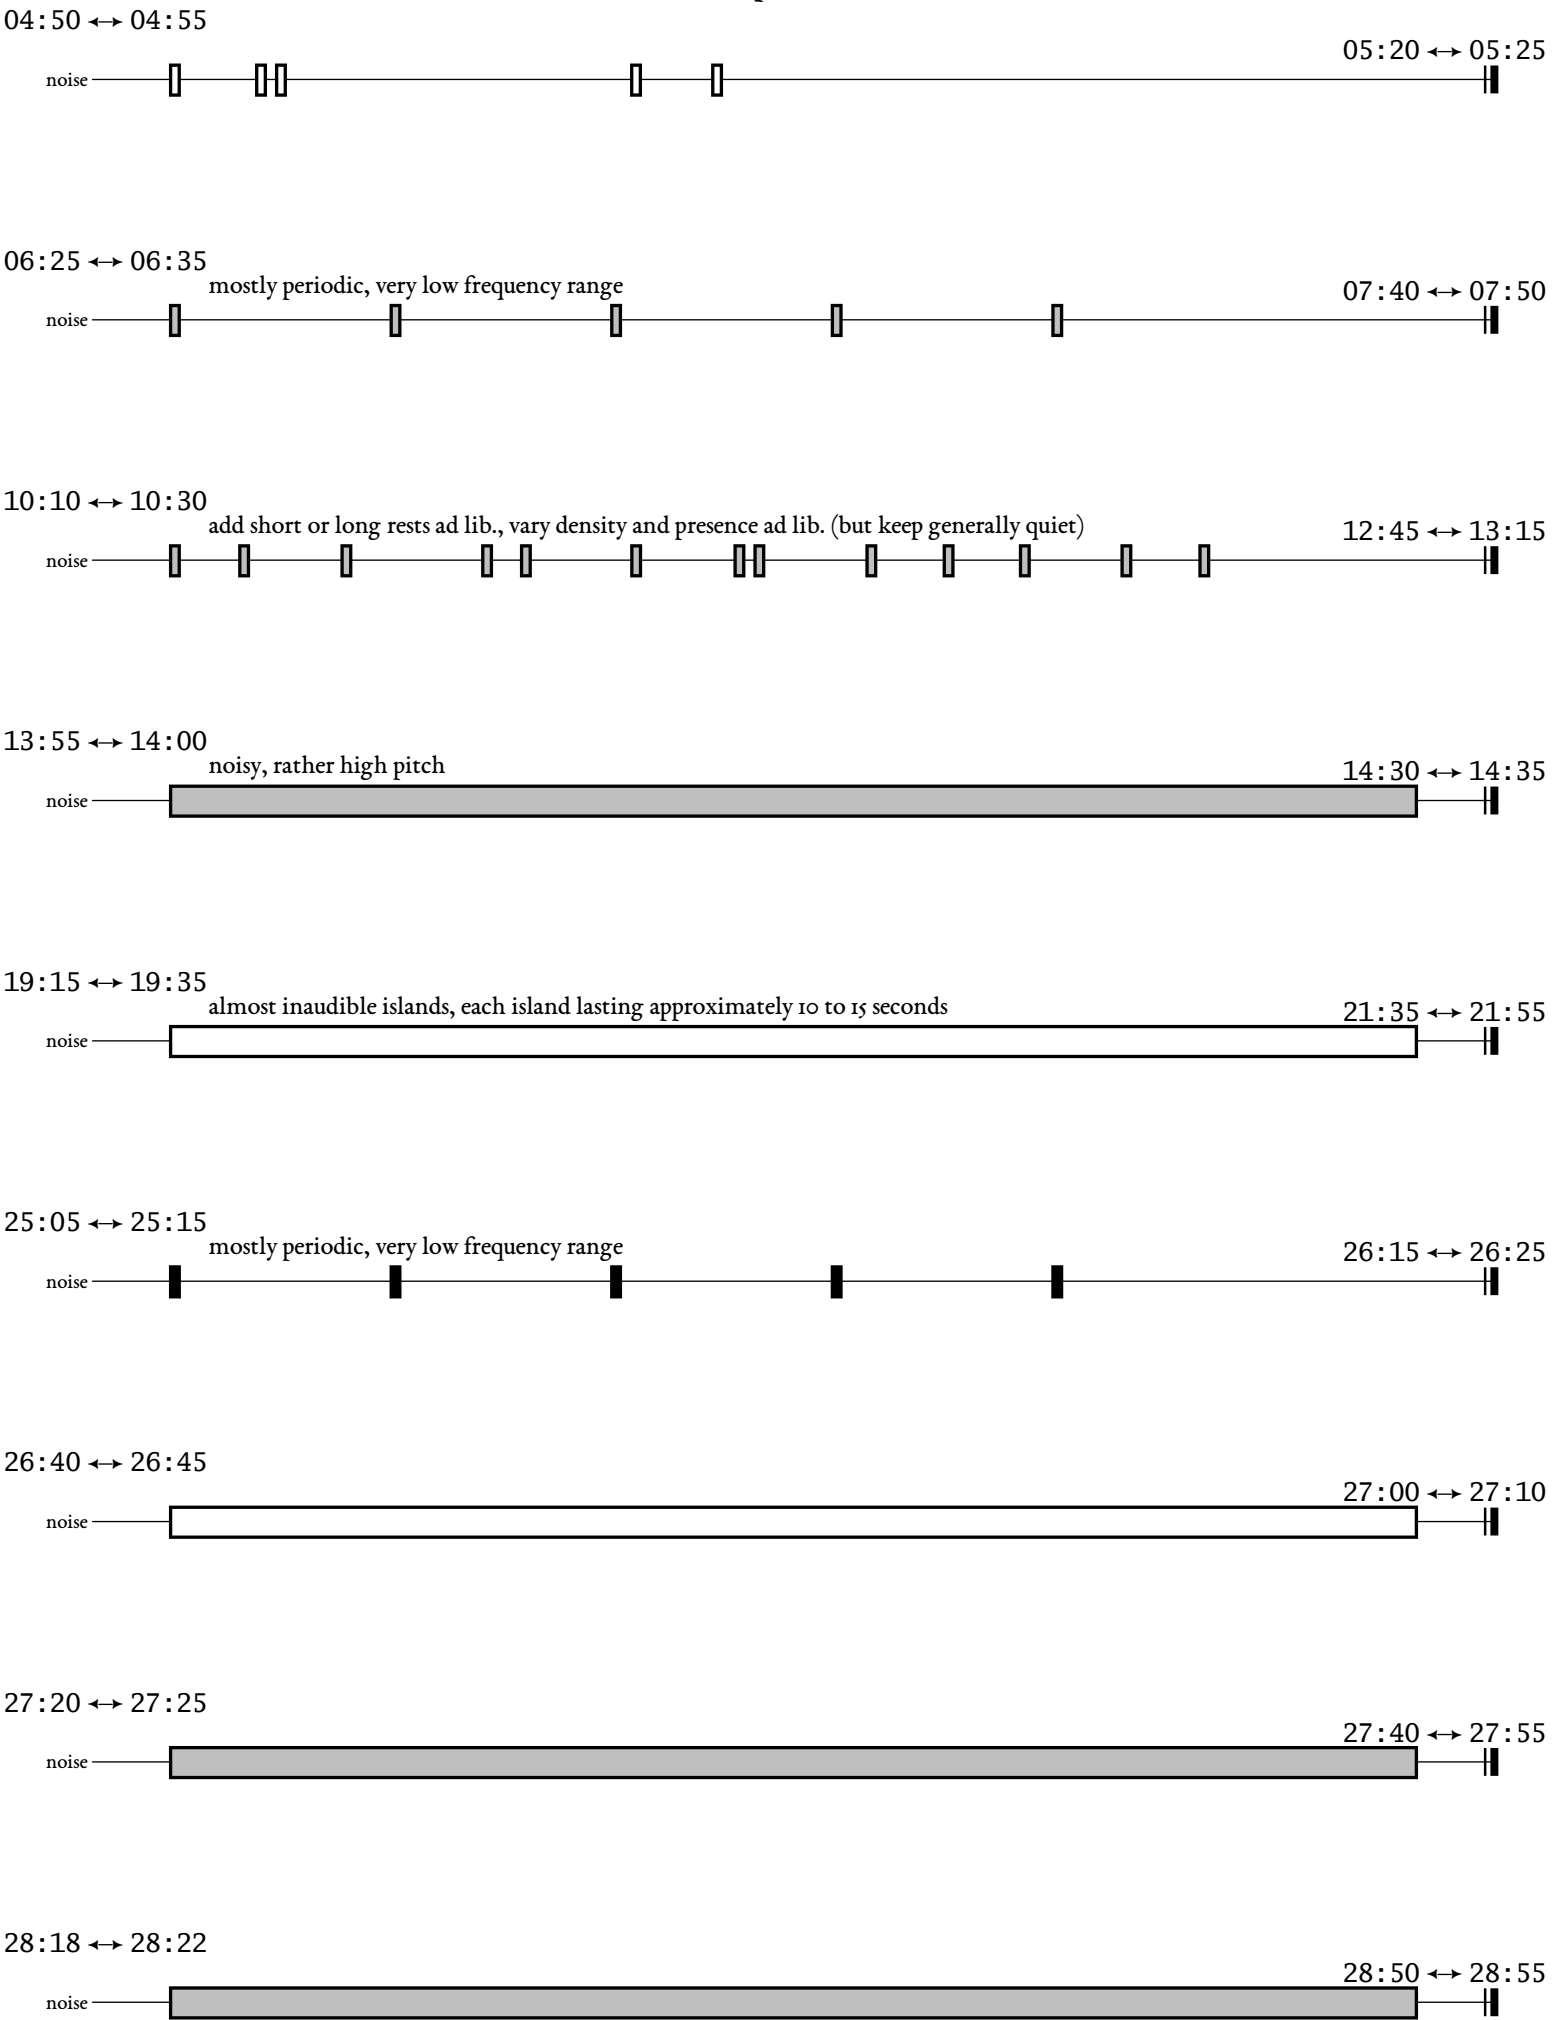 04:50 ↔ 04:55
05:20 ↔ 05:25
noise
06:25 ↔ 06:35
mostly periodic, very low frequency range
07:40 ↔ 07:50
noise
10:10 ↔ 10:30
add short or long rests ad lib., vary density and presence ad lib. (but keep generally quiet)
12:45 ↔ 13:15
noise
13:55 ↔ 14:00
noisy, rather high pitch
14:30 ↔ 14:35
noise
19:15 ↔ 19:35
almost inaudible islands, each island lasting approximately 10 to 15 seconds
21:35 ↔ 21:55
noise
25:05 ↔ 25:15
mostly periodic, very low frequency range
26:15 ↔ 26:25
noise
26:40 ↔ 26:45
27:00 ↔ 27:10
noise
27:20 ↔ 27:25
27:40 ↔ 27:55
noise
28:18 ↔ 28:22
28:50 ↔ 28:55
noise